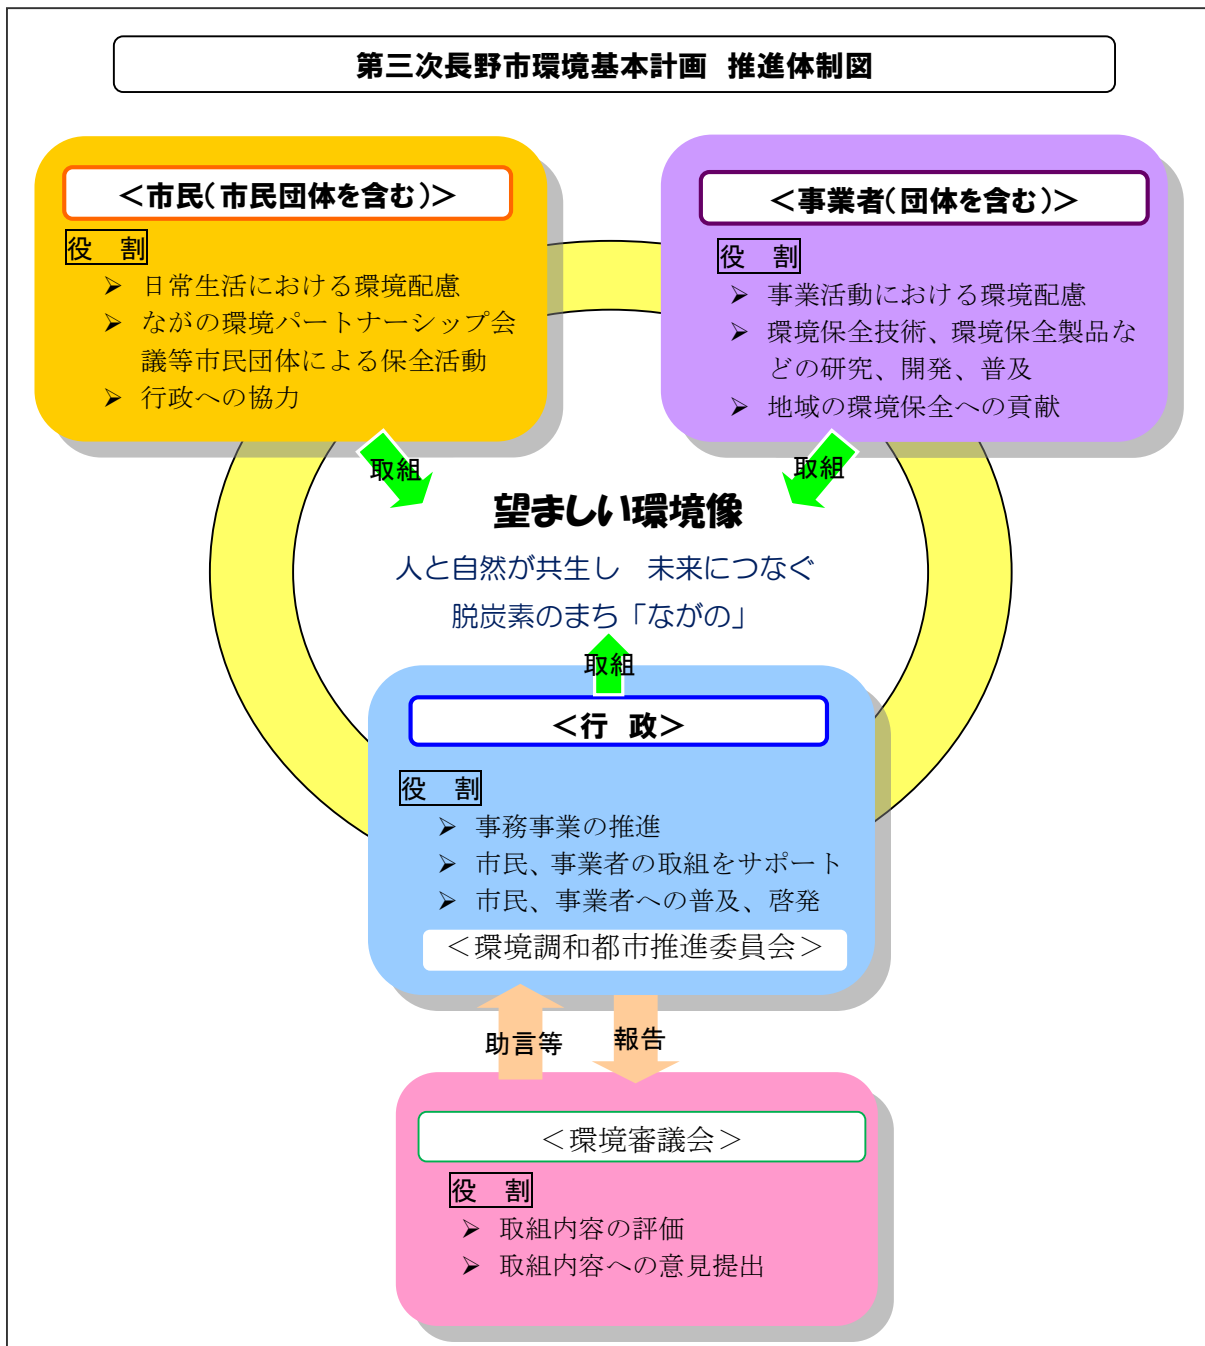 第三次長野市環境基本計画　推進体制図
＜市民（市民団体を含む）＞
役　割
➢ 日常生活における環境配慮
➢ ながの環境パートナーシップ会
議等市民団体による保全活動
➢ 行政への協力
＜事業者（団体を含む）＞
役　割
➢ 事業活動における環境配慮
➢ 環境保全技術、環境保全製品な
どの研究、開発、普及
➢ 地域の環境保全への貢献
取組
取組
望ましい環境像
人と自然が共生し　未来につなぐ
脱炭素のまち「ながの」
取組
＜行　政＞
役　割
➢ 事務事業の推進
➢ 市民、事業者の取組をサポート
➢ 市民、事業者への普及、啓発
＜環境調和都市推進委員会＞
助言等
報告
＜環境審議会＞
役　割
➢ 取組内容の評価
➢ 取組内容への意見提出